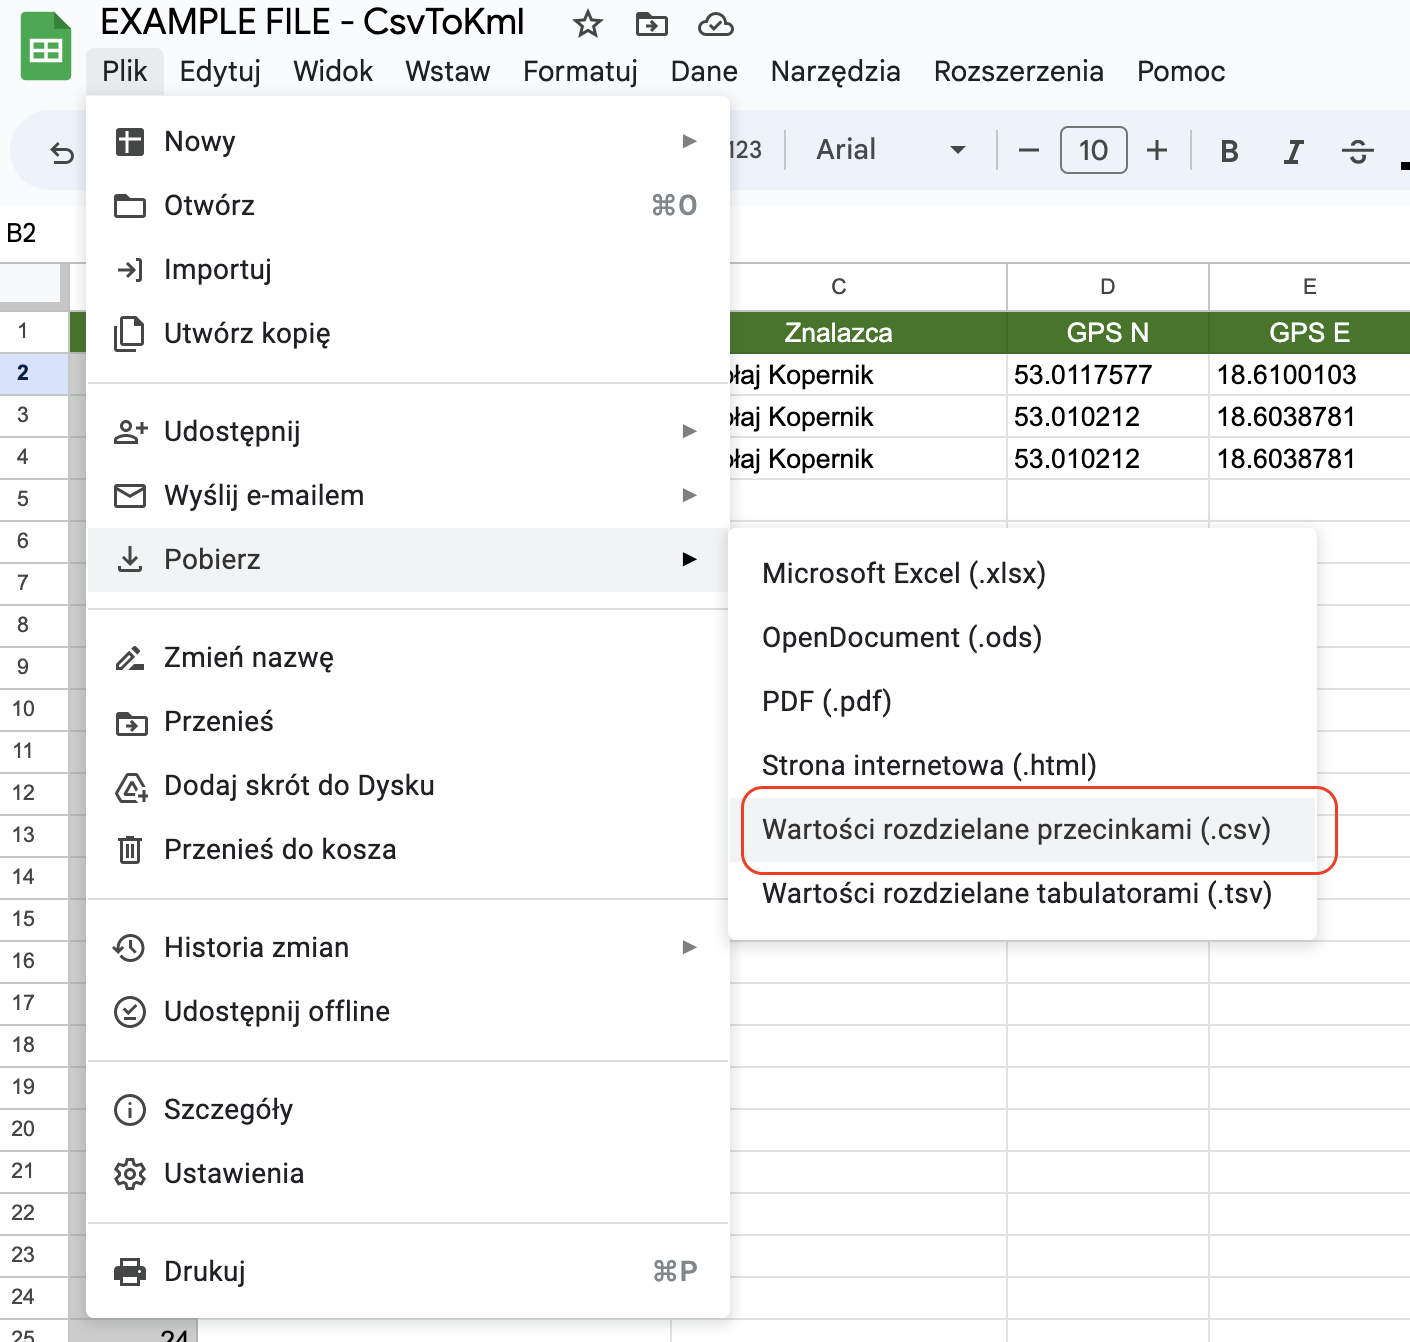 EXAMPLE FILE - CsvToKml
Plik Edytuj Widok Wstaw Formatuj Dane Narzędzia Rozszerzenia Pomoc
123 Arial 10 B I S
B2
Nowy
Otwórz ⌘O
Importuj
Utwórz kopię
Udostępnij
Wyślij e-mailem
Pobierz
Zmień nazwę
Przenieś
Dodaj skrót do Dysku
Przenieś do kosza
Historia zmian
Udostępnij offline
Szczegóły
Ustawienia
Drukuj ⌘P
Microsoft Excel (.xlsx)
OpenDocument (.ods)
PDF (.pdf)
Strona internetowa (.html)
Wartości rozdzielane przecinkami (.csv)
Wartości rozdzielane tabulatorami (.tsv)
C D E
1 Znalazca GPS N GPS E
2 Kopernik 53.0117577 18.6100103
3 Kopernik 53.010212 18.6038781
4 Kopernik 53.010212 18.6038781
5
6
7
8
9
10
11
12
13
14
15
16
17
18
19
20
21
22
23
24
25 24